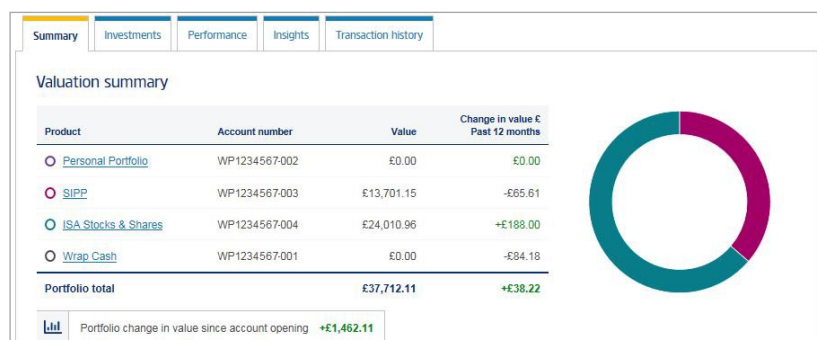 Summary Investments Performance Insights Transaction history
Valuation summary
Product Account number Value Change in value £ Past 12 months
Personal Portfolio WP1234567-002 £0.00 £0.00
SIPP WP1234567-003 £13,701.15 -£65.61
ISA Stocks & Shares WP1234567-004 £24,010.96 +£188.00
Wrap Cash WP1234567-001 £0.00 -£84.18
Portfolio total £37,712.11 +£38.22
Portfolio change in value since account opening +£1,462.11